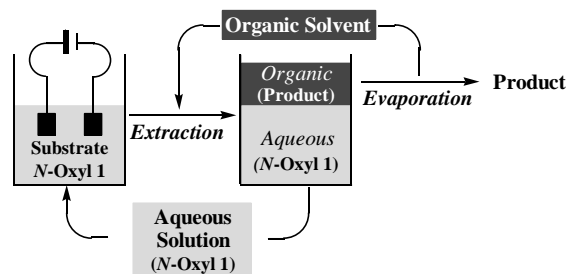 Organic Solvent
Organic
(Product)
Product
Evaporation
Extraction
Substrate
N-Oxyl 1
Aqueous
(N-Oxyl 1)
Aqueous
Solution
(N-Oxyl 1)